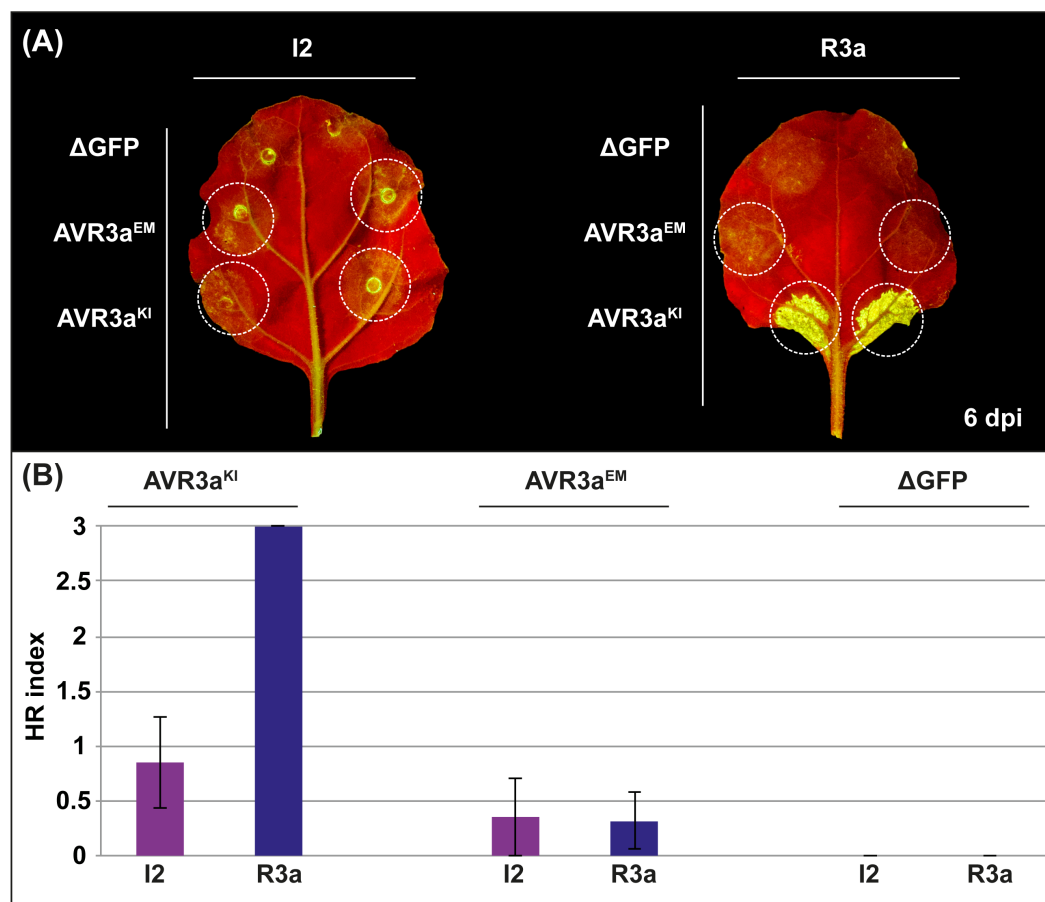 (A)
I2
R3a
ΔGFP
AVR3aᴱᴹ
AVR3aᴷᴵ
ΔGFP
AVR3aᴱᴹ
AVR3aᴷᴵ
6 dpi
(B)
AVR3aᴷᴵ
AVR3aᴱᴹ
ΔGFP
HR index
3
2.5
2
1.5
1
0.5
0
I2
R3a
I2
R3a
I2
R3a